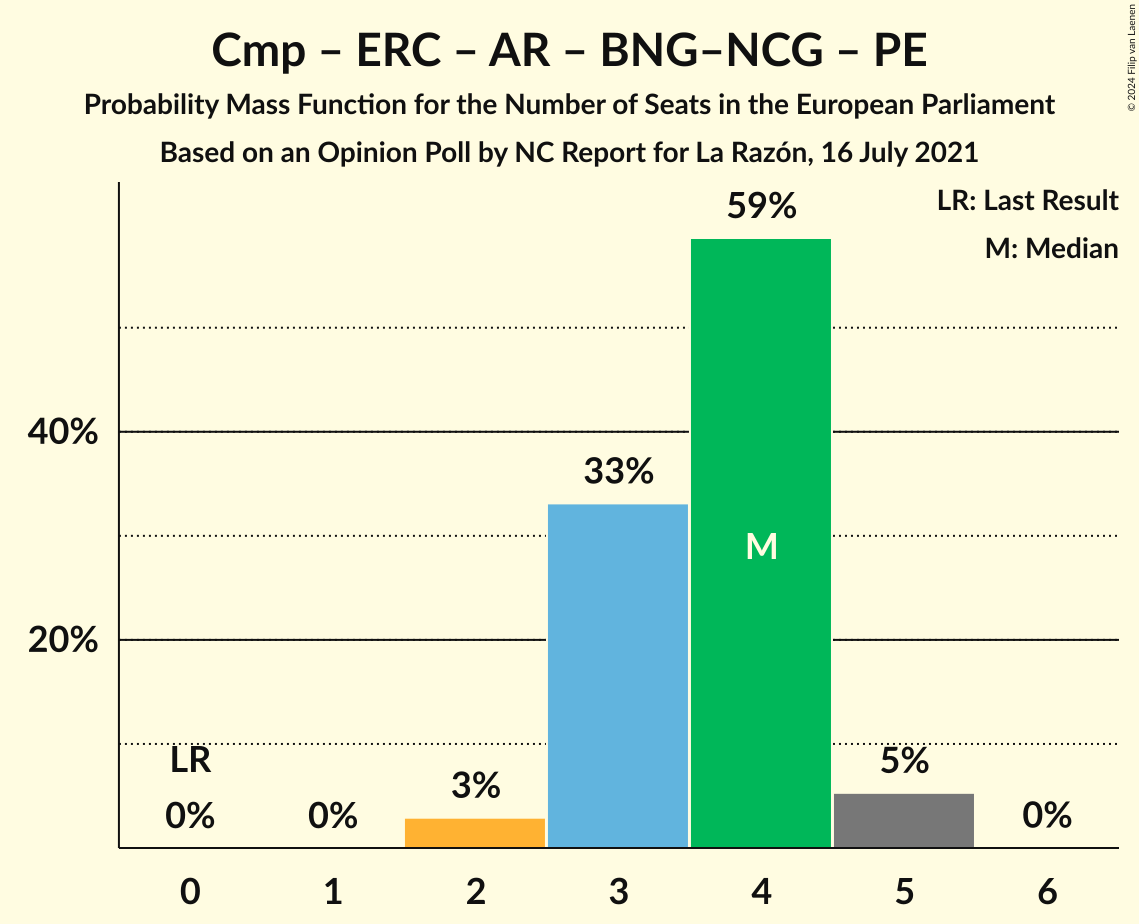 Cmp – ERC – AR – BNG–NCG – PE
Probability Mass Function for the Number of Seats in the European Parliament
Based on an Opinion Poll by NC Report for La Razón, 16 July 2021
© 2024 Filip van Laenen
LR: Last Result
M: Median
59%
40%
33%
M
20%
LR
0%
0%
3%
5%
0%
0
1
2
3
4
5
6